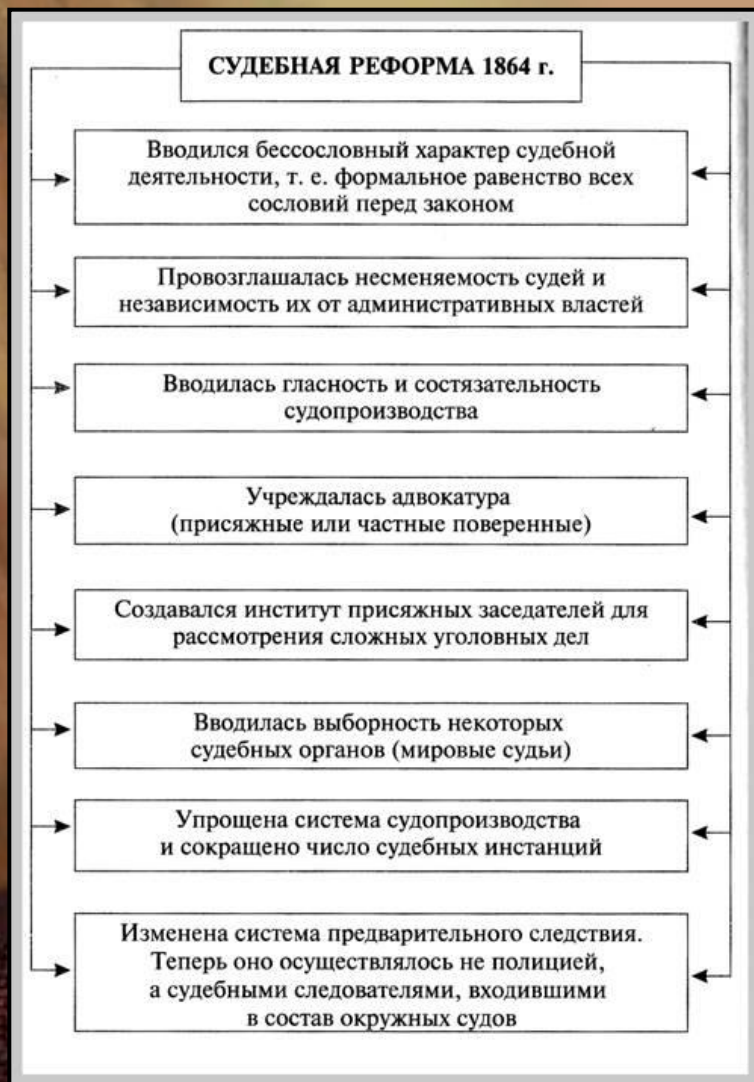 СУДЕБНАЯ РЕФОРМА 1864 г.
Вводился бессословный характер судебной
деятельности, т. е. формальное равенство всех
сословий перед законом
Провозглашалась несменяемость судей и
независимость их от административных властей
Вводилась гласность и состязательность
судопроизводства
Учреждалась адвокатура
(присяжные или частные поверенные)
Создавался институт присяжных заседателей для
рассмотрения сложных уголовных дел
Вводилась выборность некоторых
судебных органов (мировые судьи)
Упрощена система судопроизводства
и сокращено число судебных инстанций
Изменена система предварительного следствия.
Теперь оно осуществлялось не полицией,
а судебными следователями, входившими
в состав окружных судов